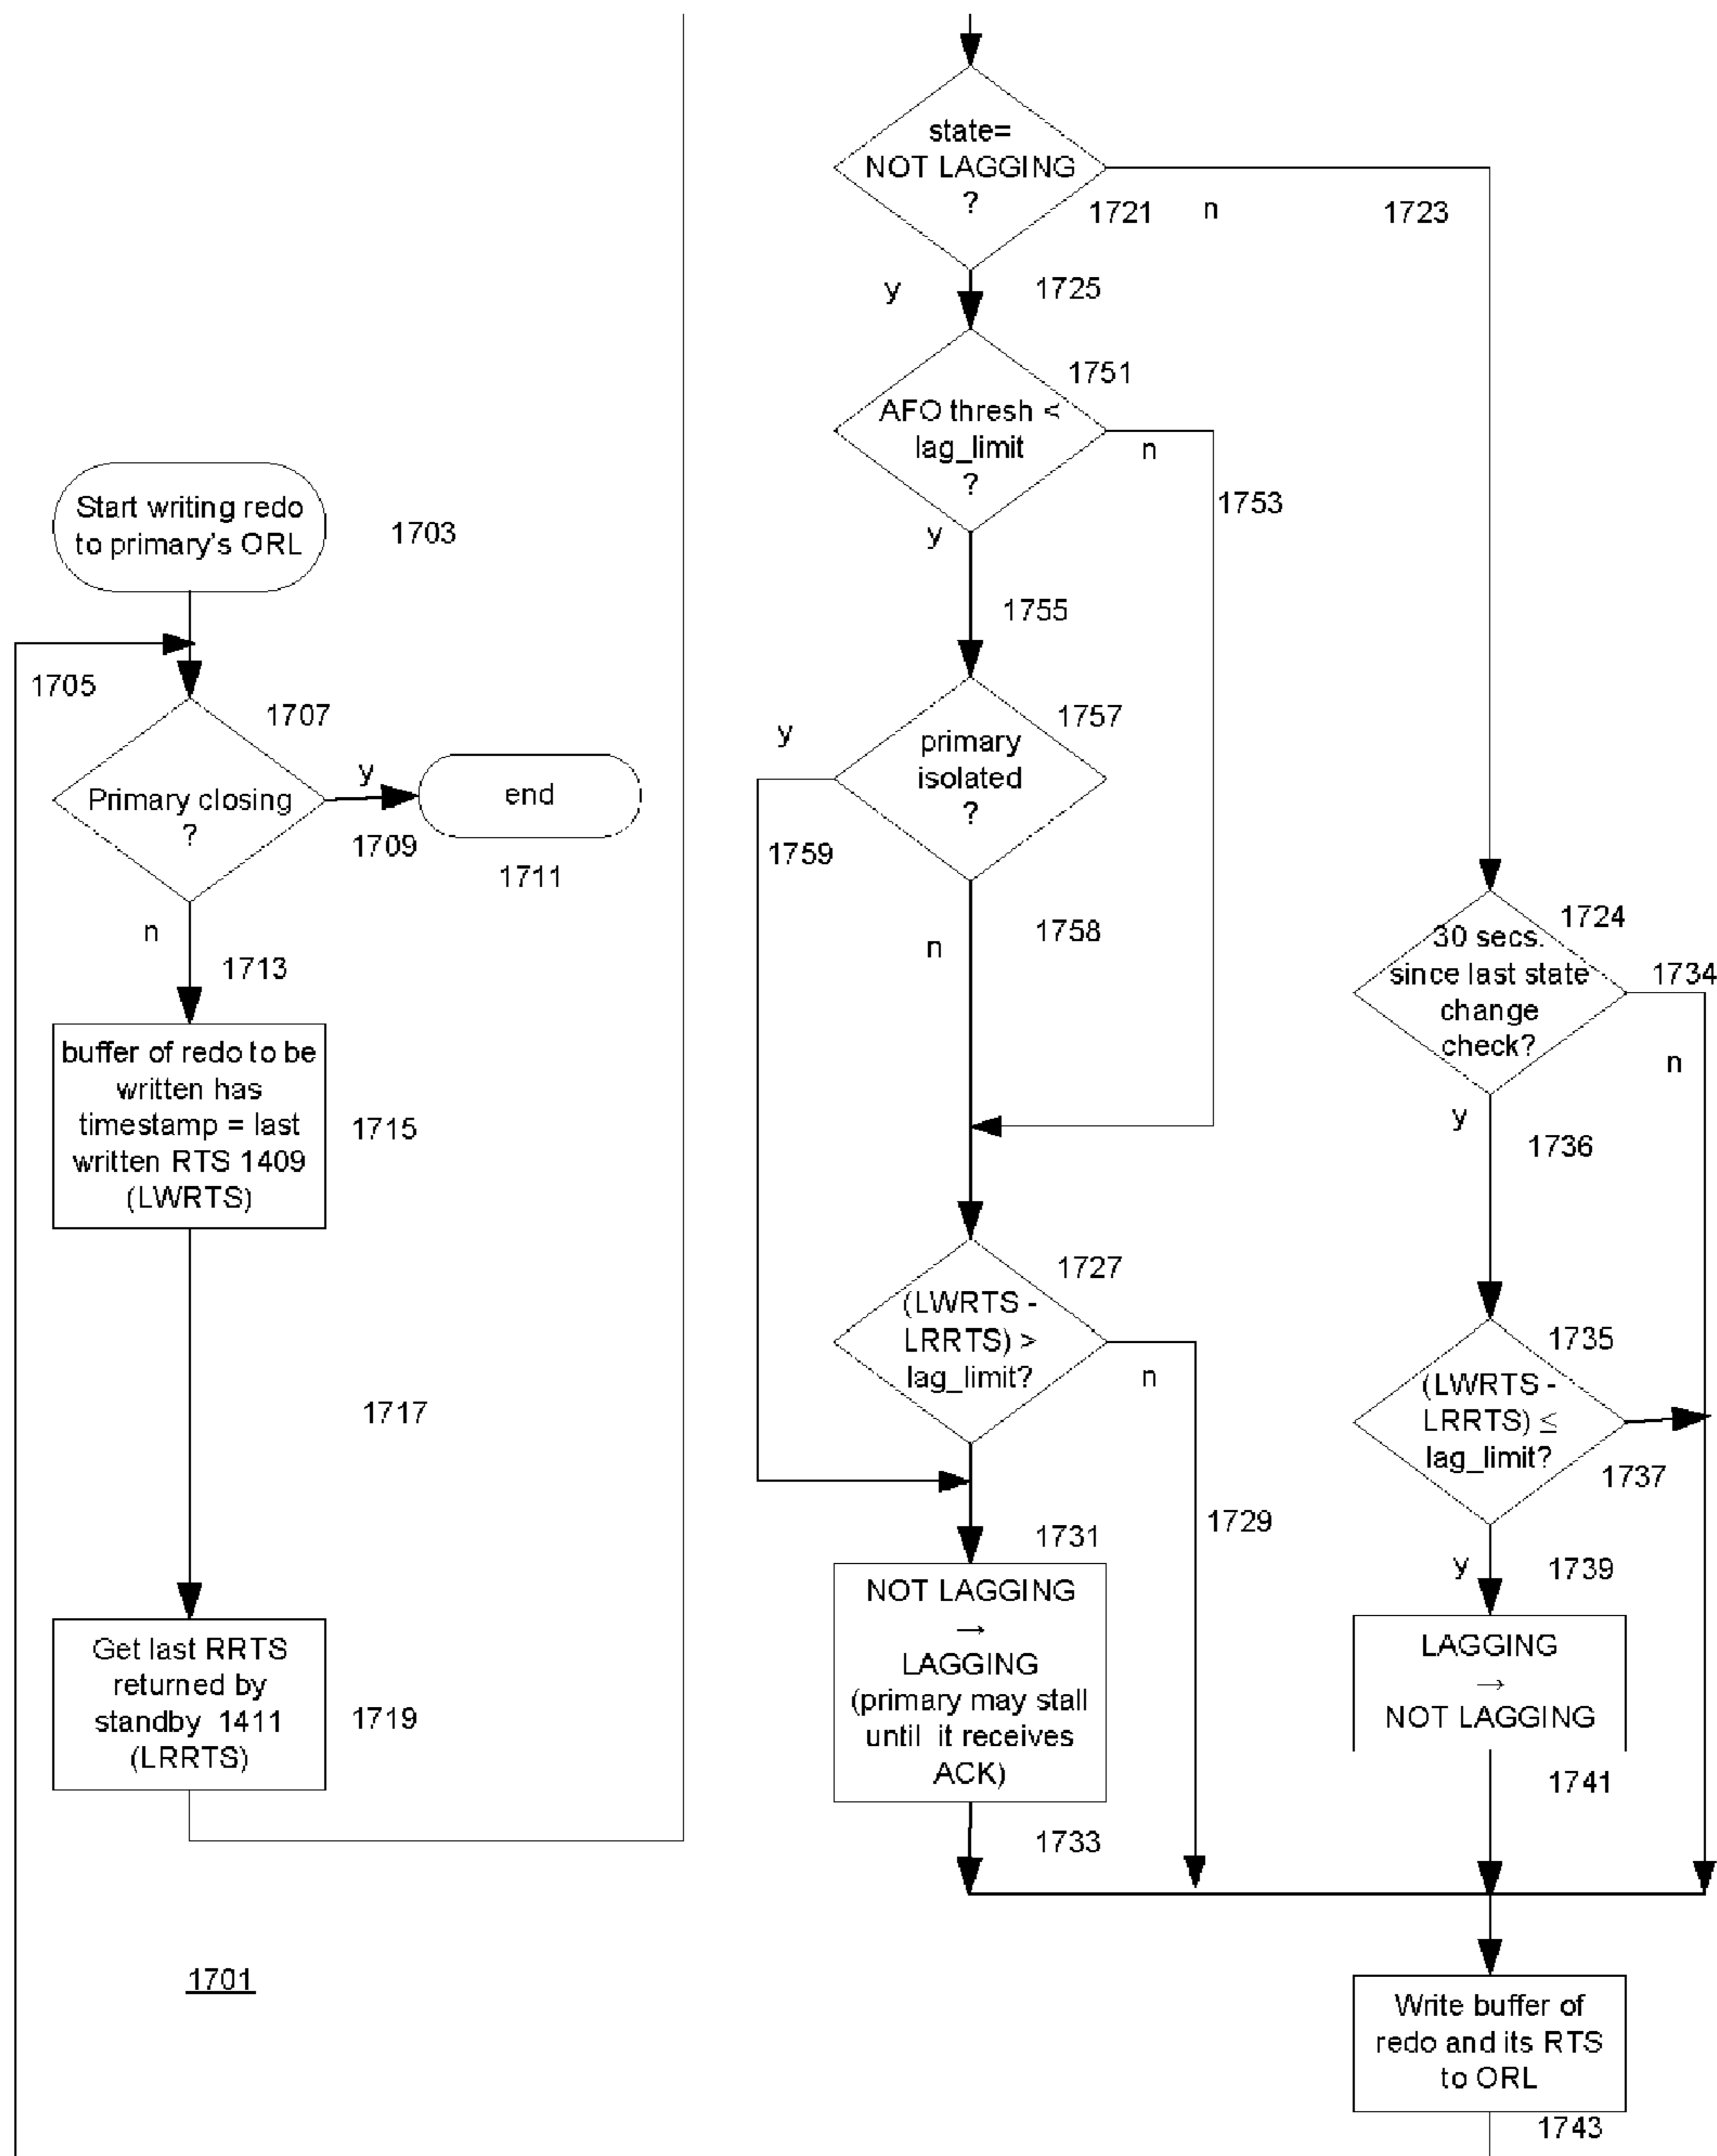 Start writing redo
to primary's ORL
1703
1705
1707
Primary closing
?
y
1709
end
1711
n
1713
buffer of redo to be
written has
timestamp = last
written RTS 1409
(LWRTS)
1715
1717
Get last RRTS
returned by
standby 1411
(LRRTS)
1719
1701
state=
NOT LAGGING
?
1721
n
1723
y
1725
1751
AFO thresh <
lag_limit
?
n
1753
y
1755
1757
primary
isolated
?
y
1759
n
1758
1727
(LWRTS -
LRRTS) >
lag_limit?
n
1729
1731
NOT LAGGING
→
LAGGING
(primary may stall
until it receives
ACK)
1733
1724
30 secs.
since last state
change
check?
1734
n
y
1736
1735
(LWRTS -
LRRTS) ≤
lag_limit?
1737
y
1739
LAGGING
→
NOT LAGGING
1741
Write buffer of
redo and its RTS
to ORL
1743